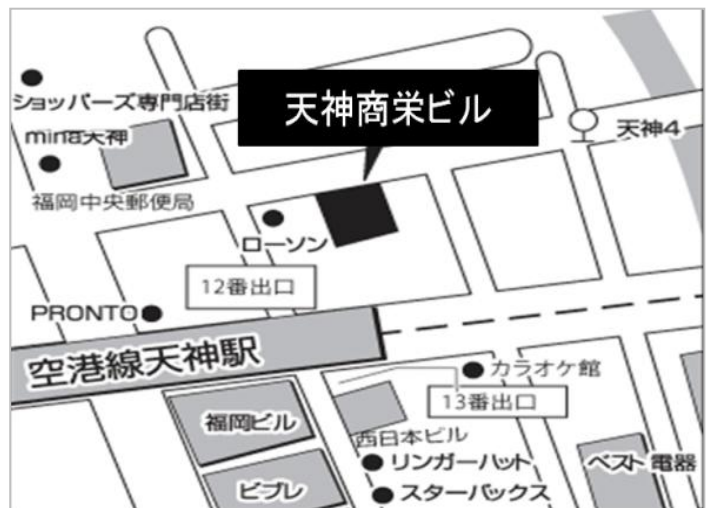 ショッパーズ専門店街
mina天神
福岡中央郵便局
天神商栄ビル
天神4
ローソン
12番出口
PRONTO
空港線天神駅
カラオケ館
13番出口
福岡ビル
西日本ビル
リンガーハット
ベスト電器
ビブレ
スターバックス